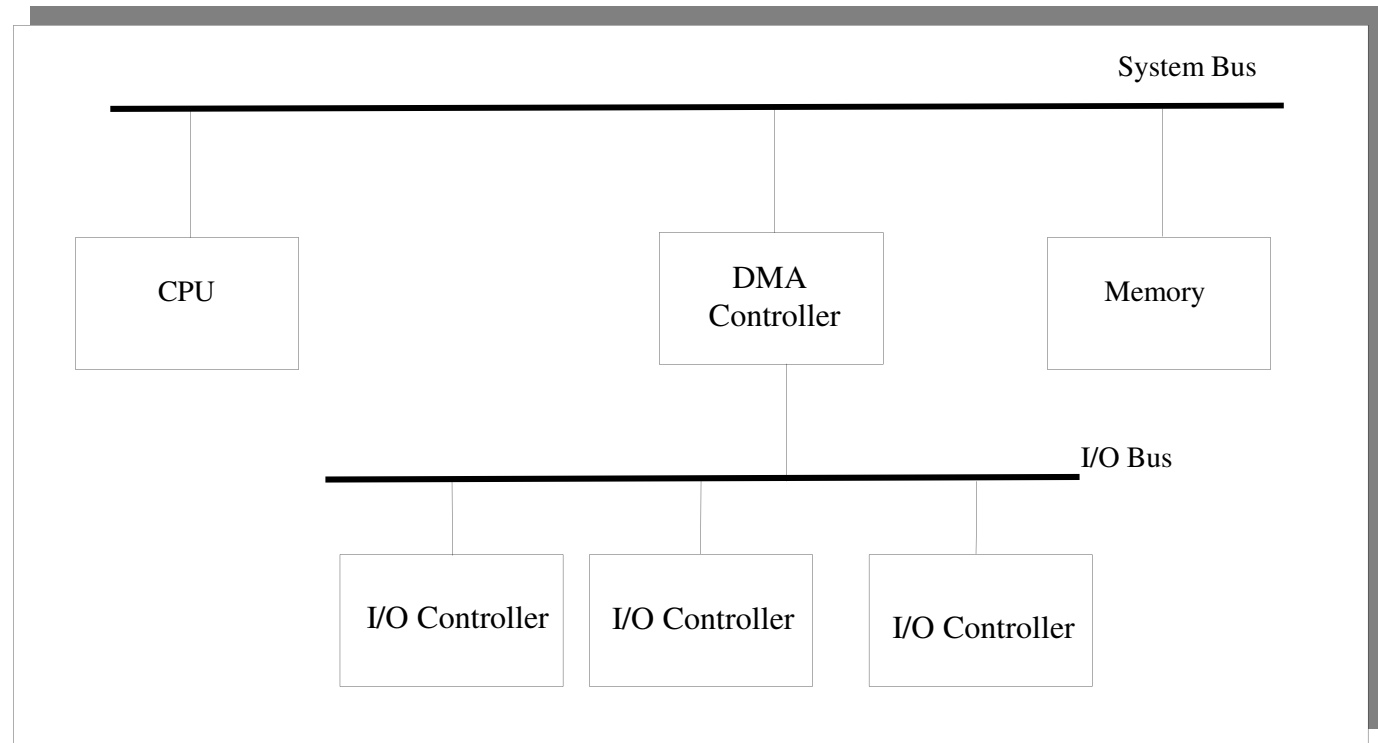 System Bus
CPU
DMA
Controller
Memory
I/O Bus
I/O Controller
I/O Controller
I/O Controller